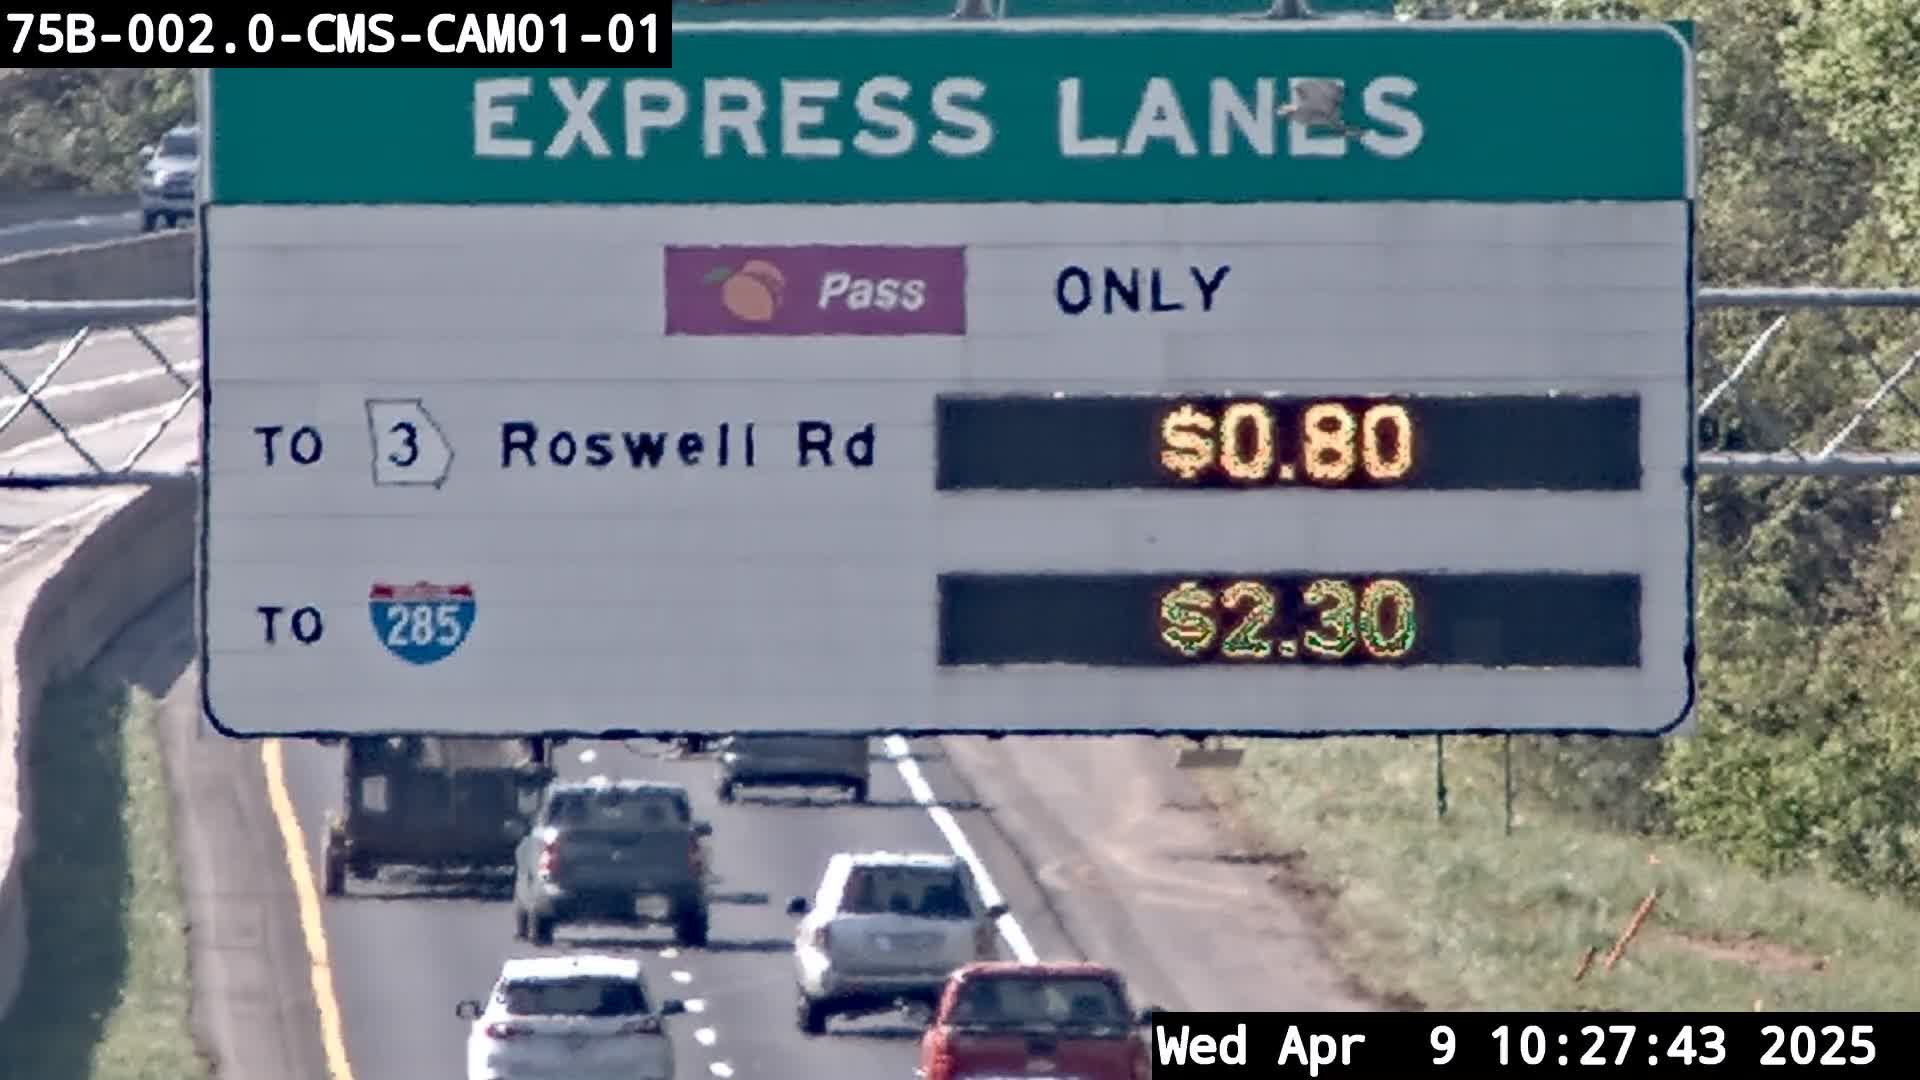 75B-002.0-CMS-CAM01-01
EXPRESS LANES
Pass ONLY
TO 3 Roswell Rd $0.80
TO 285 $2.30
Wed Apr 9 10:27:43 2025